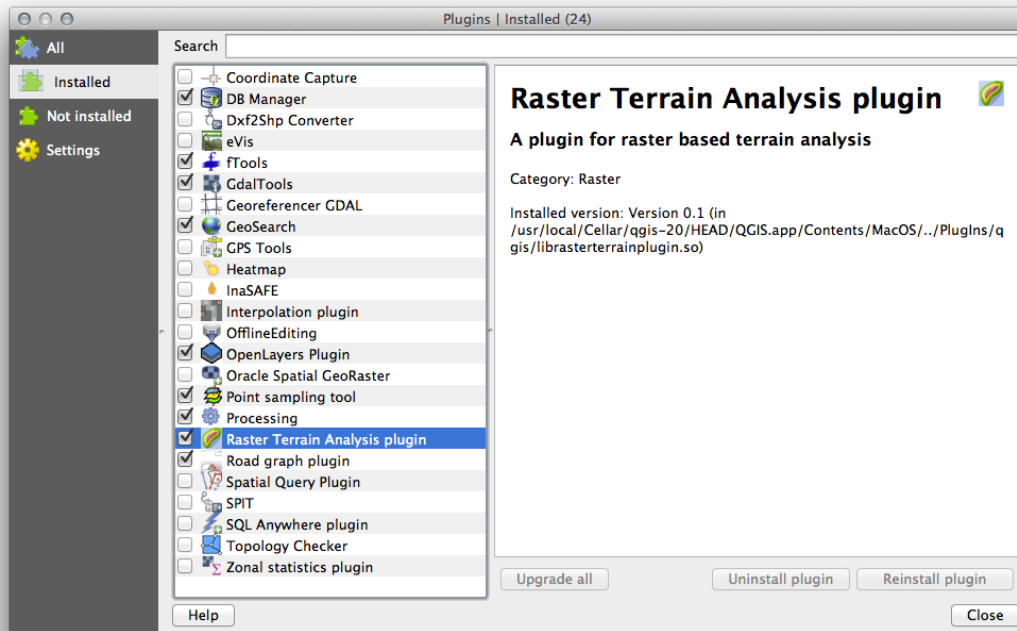 Plugins | Installed (24)
All
Installed
Not installed
Settings
Search
Coordinate Capture
DB Manager
Dxf2Shp Converter
eVis
fTools
GdalTools
Georeferencer GDAL
GeoSearch
GPS Tools
Heatmap
InaSAFE
Interpolation plugin
OfflineEditing
OpenLayers Plugin
Oracle Spatial GeoRaster
Point sampling tool
Processing
Raster Terrain Analysis plugin
Road graph plugin
Spatial Query Plugin
SPIT
SQL Anywhere plugin
Topology Checker
Zonal statistics plugin
Raster Terrain Analysis plugin
A plugin for raster based terrain analysis
Category: Raster
Installed version: Version 0.1 (in
/usr/local/Cellar/qgis-20/HEAD/QGIS.app/Contents/MacOS/../PlugIns/q
gis/librasterterrainplugin.so)
Upgrade all
Uninstall plugin
Reinstall plugin
Help
Close